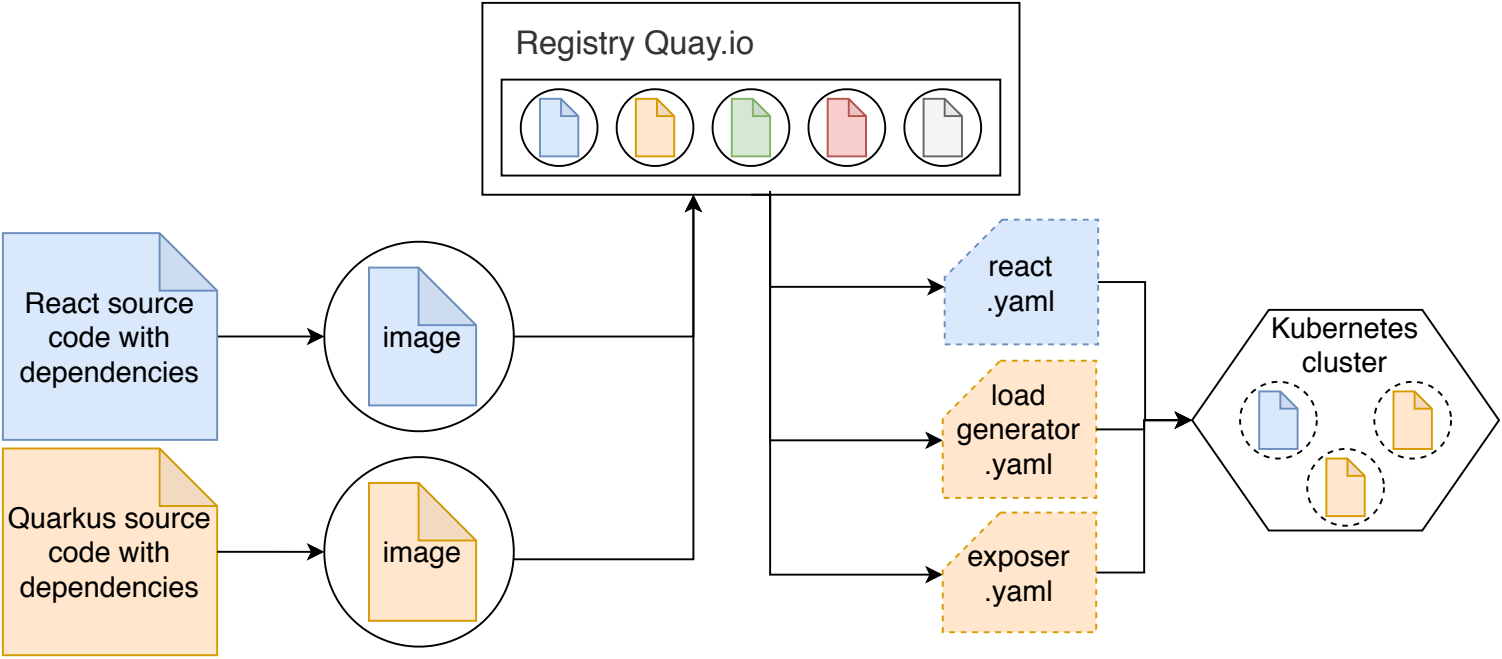 Registry Quay.io
React source
code with
dependencies
image
Quarkus source
code with
dependencies
image
react
.yaml
load
generator
.yaml
exposer
.yaml
Kubernetes
cluster